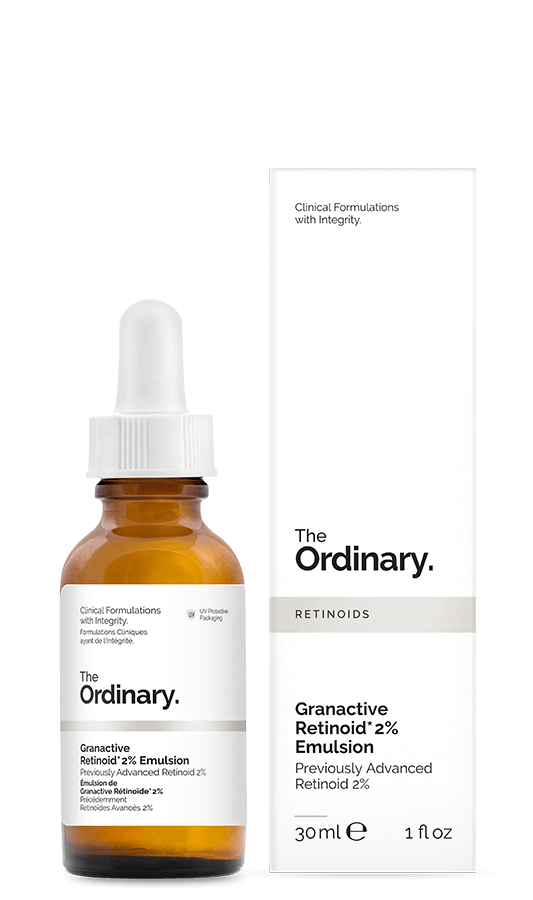 Clinical Formulations
with Integrity.
The
Ordinary.
RETINOIDS
Granactive
Retinoid* 2%
Emulsion
Previously Advanced
Retinoid 2%
30 ml ℮ 1 fl oz
Clinical Formulations
with Integrity.
Formulations Cliniques
ayant de l'Intégrité.
UV
UV Protective
Packaging
The
Ordinary.
Granactive
Retinoid* 2% Emulsion
Previously Advanced Retinoid 2%
Émulsion de
Granactive Rétinoïde* 2%
Précédemment
Rétinoïdes Avancés 2%